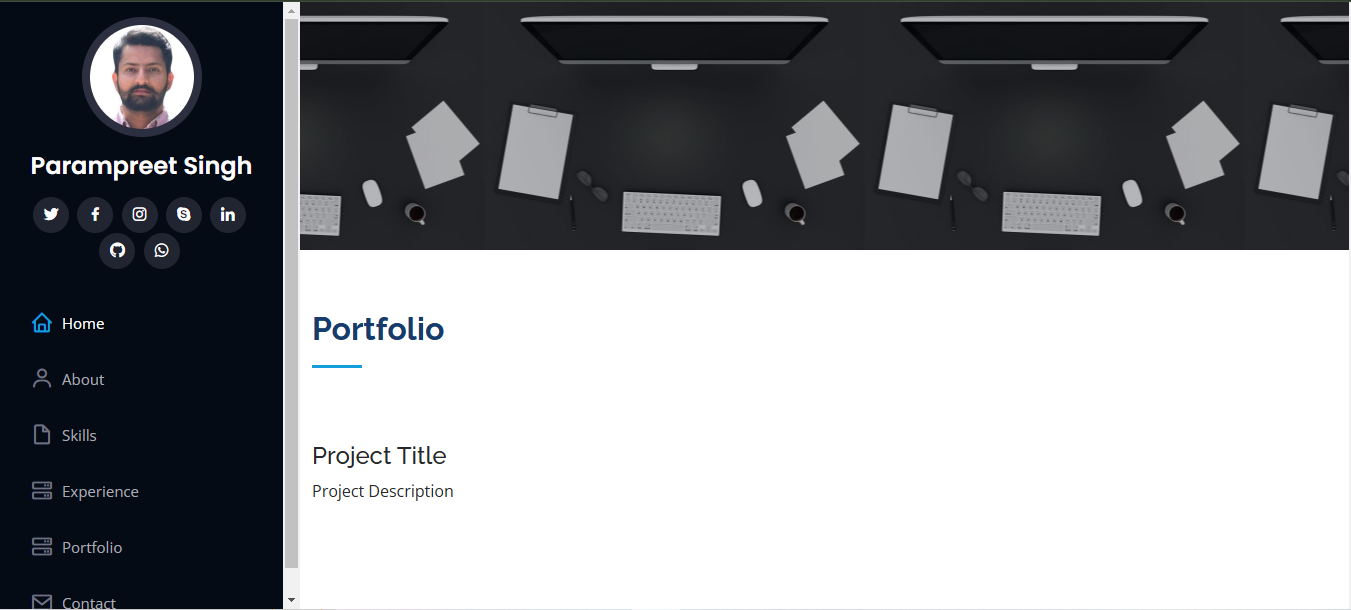 Parampreet Singh
Home
About
Skills
Experience
Portfolio
Contact
Portfolio
Project Title
Project Description